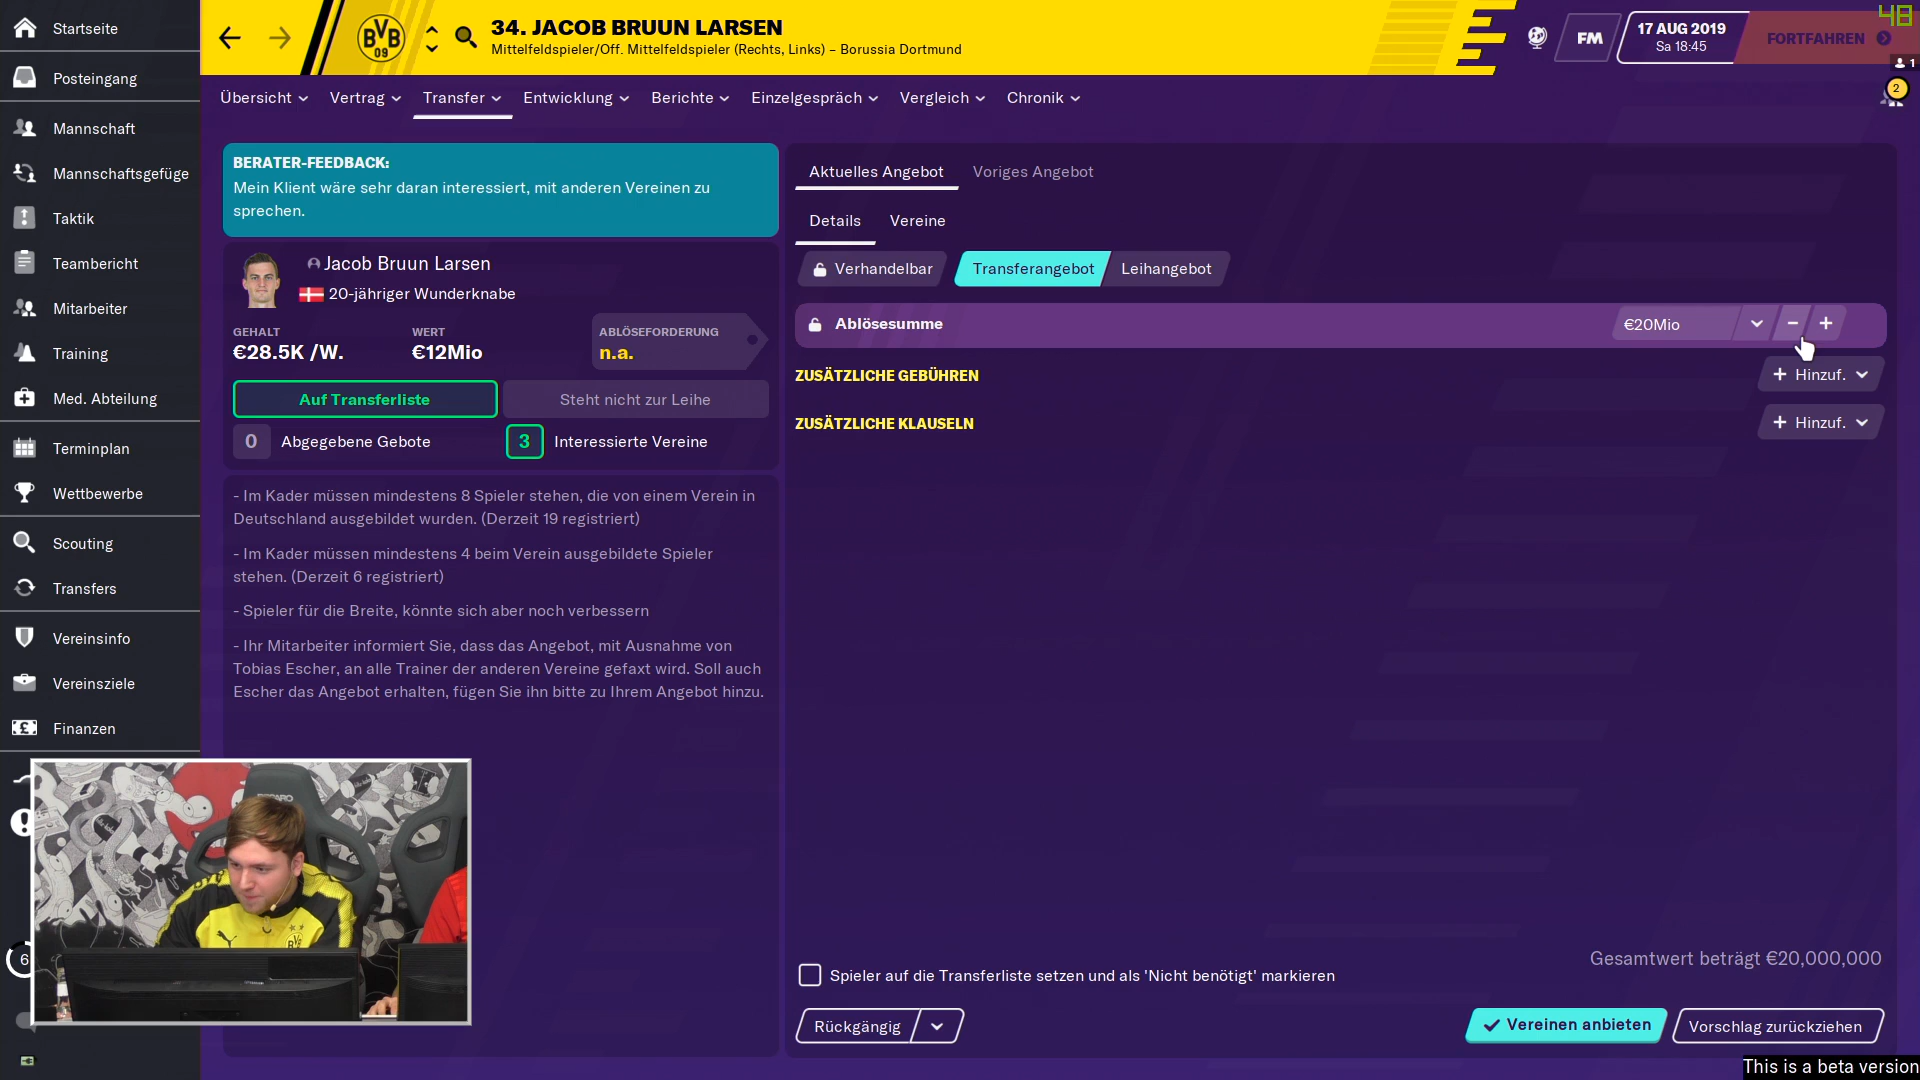 Startseite
Posteingang
Mannschaft
Mannschaftsgefüge
Taktik
Teambericht
Mitarbeiter
Training
Med. Abteilung
Terminplan
Wettbewerbe
Scouting
Transfers
Vereinsinfo
Vereinsziele
Finanzen
6
BVB
09
34. JACOB BRUUN LARSEN
Mittelfeldspieler/Off. Mittelfeldspieler (Rechts, Links) – Borussia Dortmund
FM
17 AUG 2019
Sa 18:45
FORTFAHREN
48
1
2
Übersicht
Vertrag
Transfer
Entwicklung
Berichte
Einzelgespräch
Vergleich
Chronik
BERATER-FEEDBACK:
Mein Klient wäre sehr daran interessiert, mit anderen Vereinen zu
sprechen.
Jacob Bruun Larsen
20-jähriger Wunderknabe
GEHALT
€28.5K /W.
WERT
€12Mio
ABLÖSEFORDERUNG
n.a.
Auf Transferliste
Steht nicht zur Leihe
0 Abgegebene Gebote
3 Interessierte Vereine
- Im Kader müssen mindestens 8 Spieler stehen, die von einem Verein in
Deutschland ausgebildet wurden. (Derzeit 19 registriert)
- Im Kader müssen mindestens 4 beim Verein ausgebildete Spieler
stehen. (Derzeit 6 registriert)
- Spieler für die Breite, könnte sich aber noch verbessern
- Ihr Mitarbeiter informiert Sie, dass das Angebot, mit Ausnahme von
Tobias Escher, an alle Trainer der anderen Vereine gefaxt wird. Soll auch
Escher das Angebot erhalten, fügen Sie ihn bitte zu Ihrem Angebot hinzu.
Aktuelles Angebot
Voriges Angebot
Details
Vereine
Verhandelbar
Transferangebot
Leihangebot
Ablösesumme
€20Mio
ZUSÄTZLICHE GEBÜHREN
+ Hinzuf.
ZUSÄTZLICHE KLAUSELN
+ Hinzuf.
Gesamtwert beträgt €20,000,000
Spieler auf die Transferliste setzen und als 'Nicht benötigt' markieren
Rückgängig
Vereinen anbieten
Vorschlag zurückziehen
This is a beta version